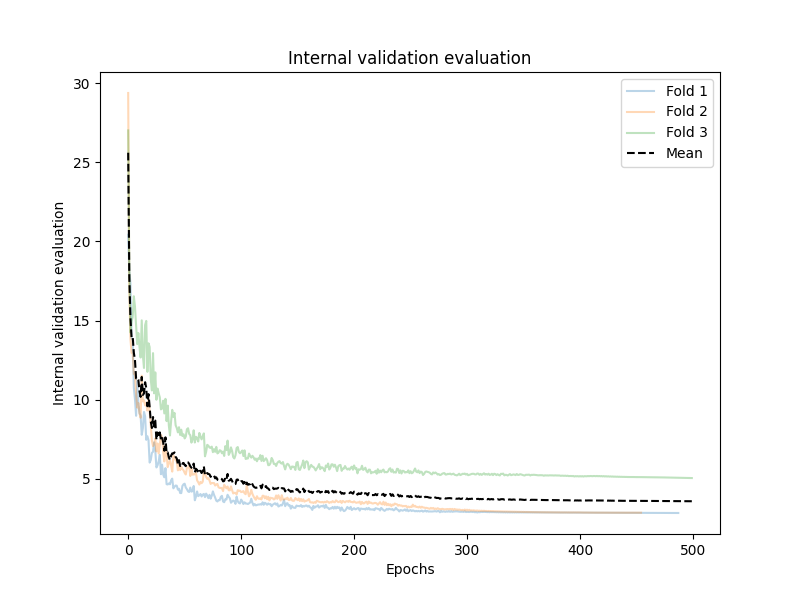 Internal validation evaluation
Fold 1
Fold 2
Fold 3
Mean
Internal validation evaluation
30
25
20
15
10
5
0
100
200
300
400
500
Epochs